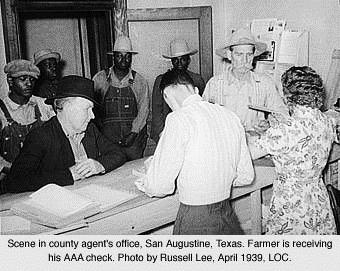 Scene in county agent's office, San Augustine, Texas. Farmer is receiving
his AAA check. Photo by Russell Lee, April 1939, LOC.